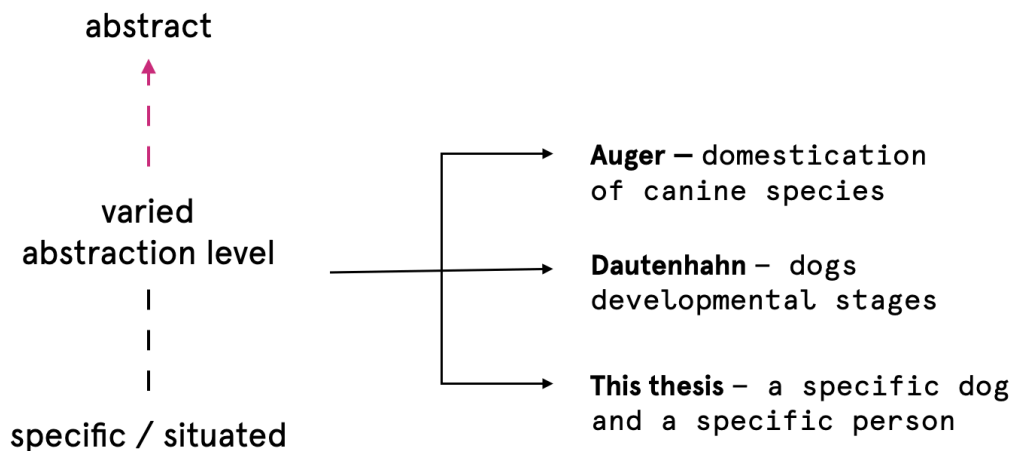 abstract
varied
abstraction level
specific / situated
Auger — domestication
of canine species
Dautenhahn – dogs
developmental stages
This thesis – a specific dog
and a specific person